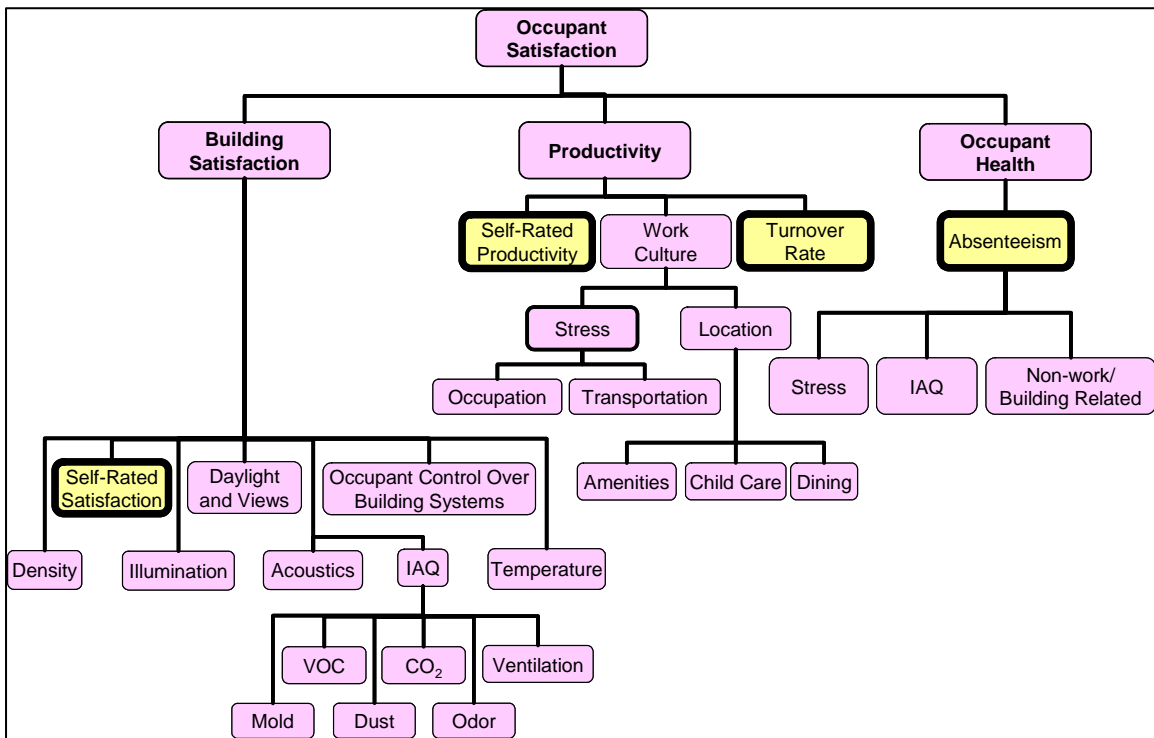 Occupant
Satisfaction
Building
Satisfaction
Productivity
Occupant
Health
Self-Rated
Productivity
Work
Culture
Turnover
Rate
Absenteeism
Stress
Location
Stress
IAQ
Non-work/
Building Related
Occupation
Transportation
Self-Rated
Satisfaction
Daylight
and Views
Occupant Control Over
Building Systems
Amenities
Child Care
Dining
Density
Illumination
Acoustics
IAQ
Temperature
VOC
CO₂
Ventilation
Mold
Dust
Odor